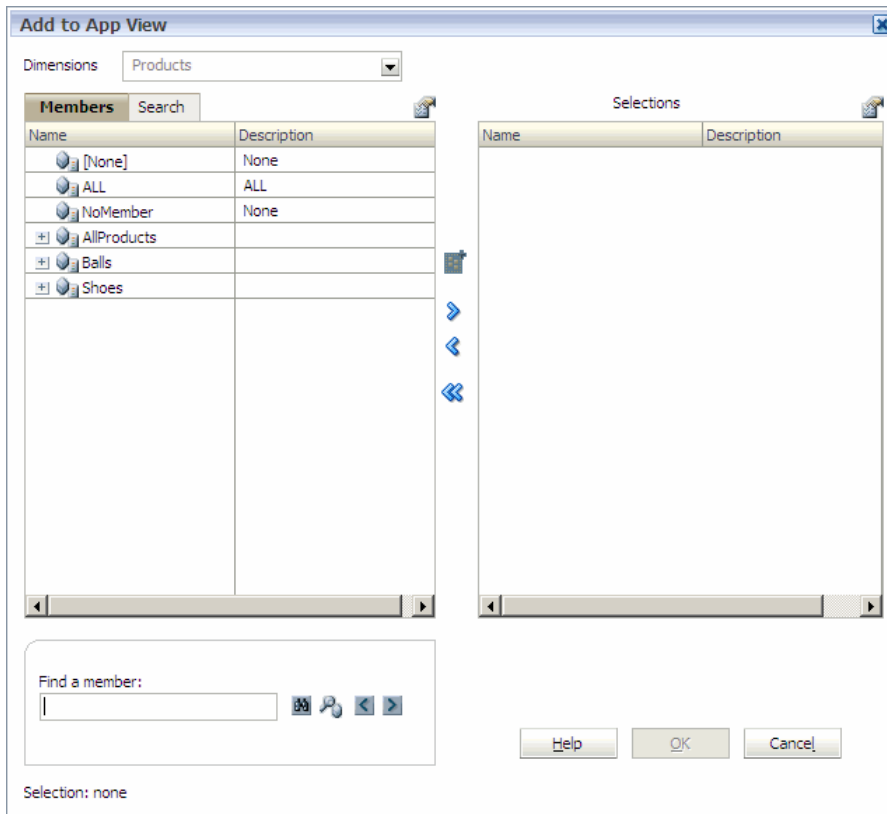 Add to App View
Dimensions Products
Members Search Selections
Name Description Name Description
[None] None
ALL ALL
NoMember None
AllProducts
Balls
Shoes
Find a member:
Help OK Cancel
Selection: none